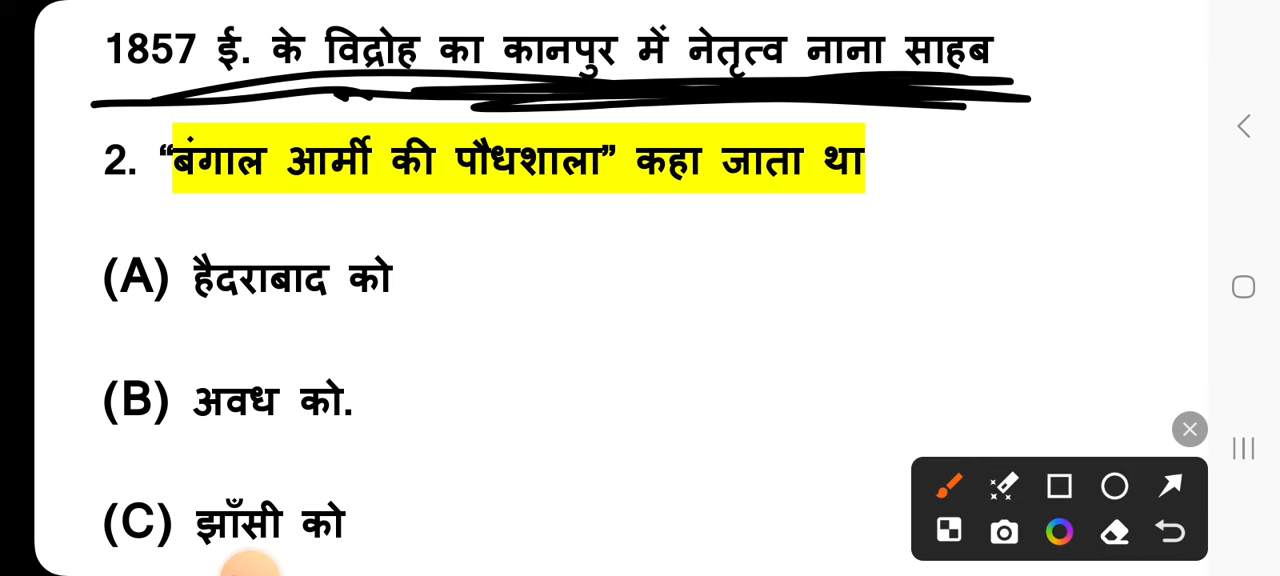 1857 ई. के विद्रोह का कानपुर में नेतृत्व नाना साहब
2. “बंगाल आर्मी की पौधशाला” कहा जाता था
(A) हैदराबाद को
(B) अवध को.
(C) झाँसी को